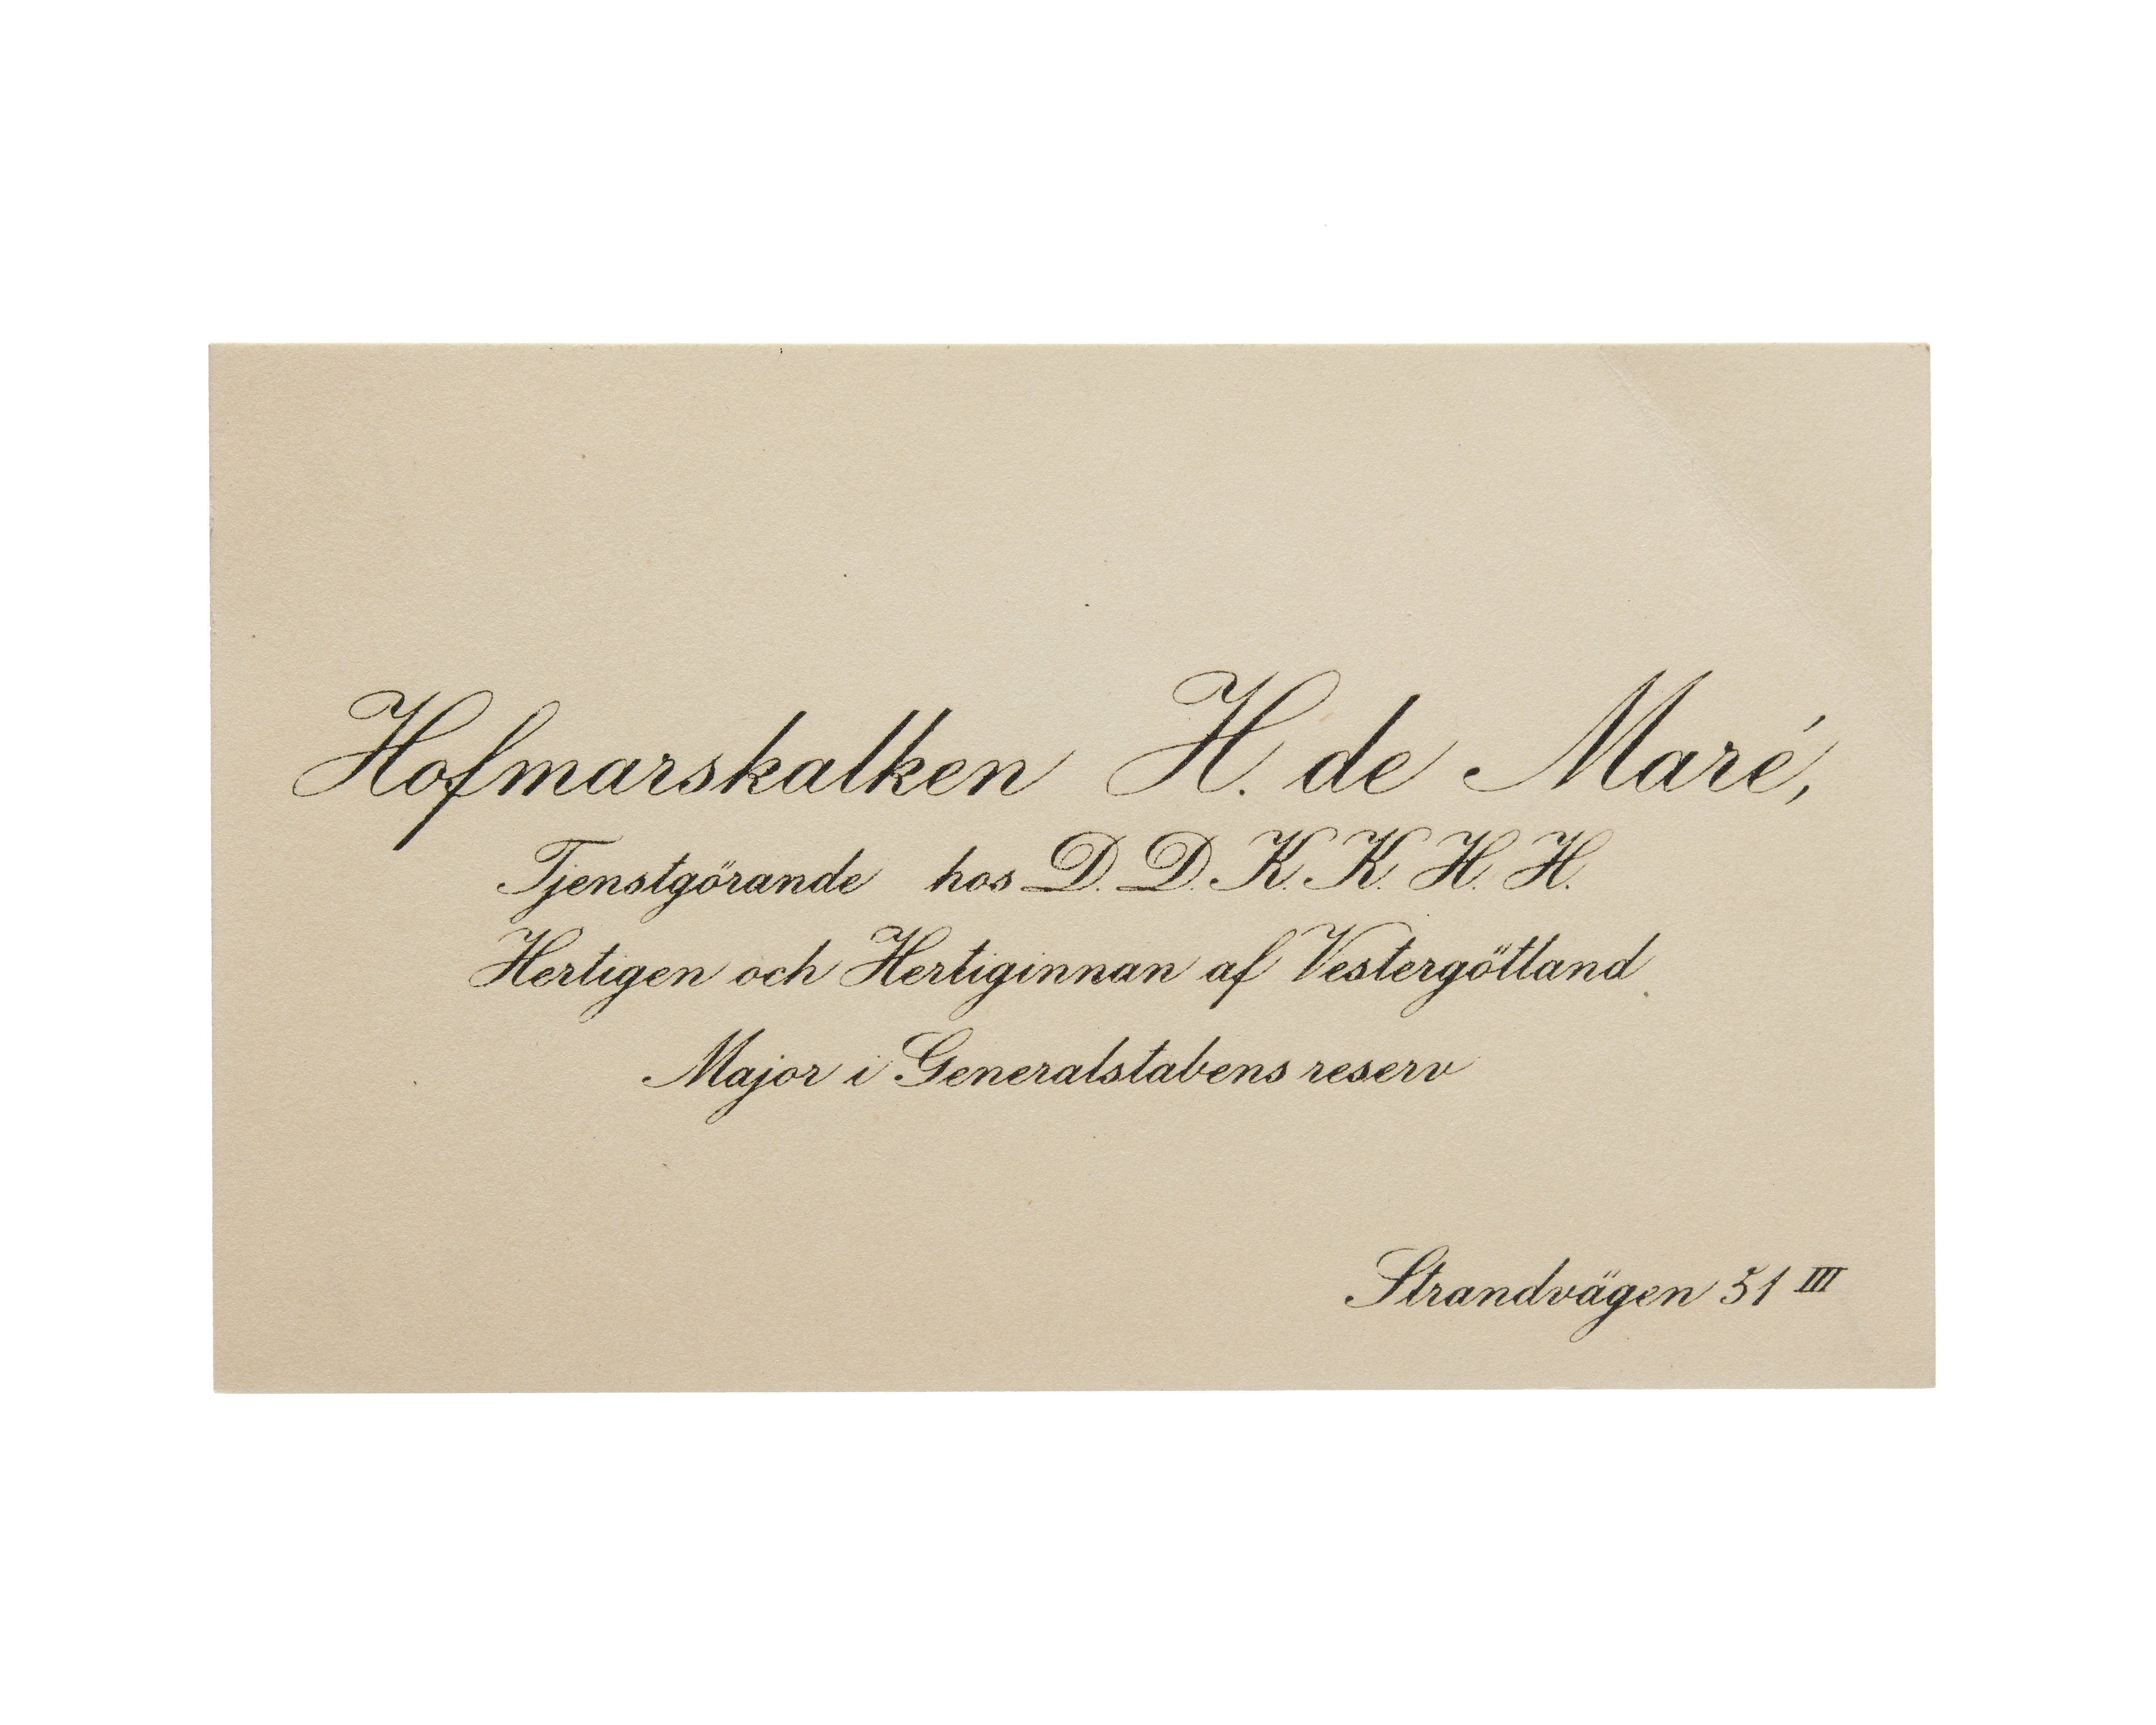 Hofmarskalken H. de Maré,
Tjenstgörande hos D. D. K. K. H. H.
Hertigen och Hertiginnan af Vestergötland
Major i Generalstabens reserv
Strandvägen 51 III